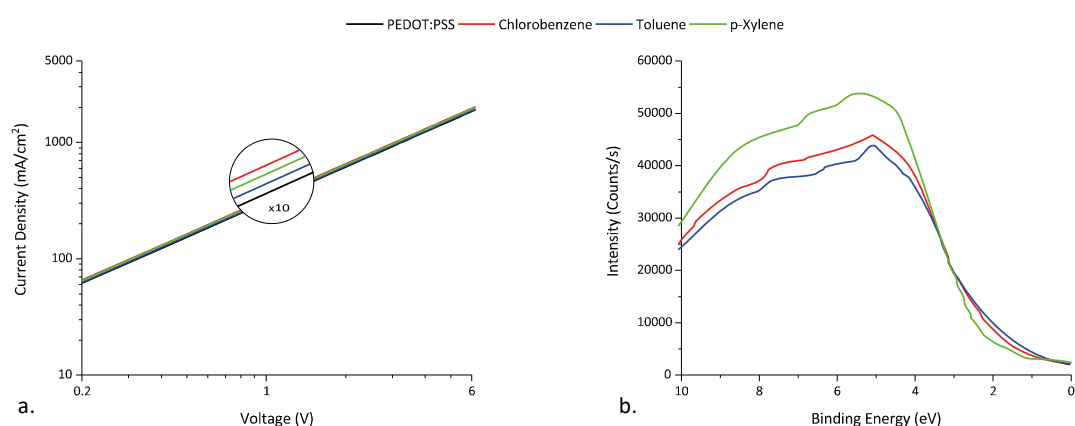 PEDOT:PSS Chlorobenzene Toluene p-Xylene
5000
1000
100
10
Current Density (mA/cm²)
x10
0.2 1 6
Voltage (V)
a.
60000
50000
40000
30000
20000
10000
0
Intensity (Counts/s)
10 8 6 4 2 0
Binding Energy (eV)
b.